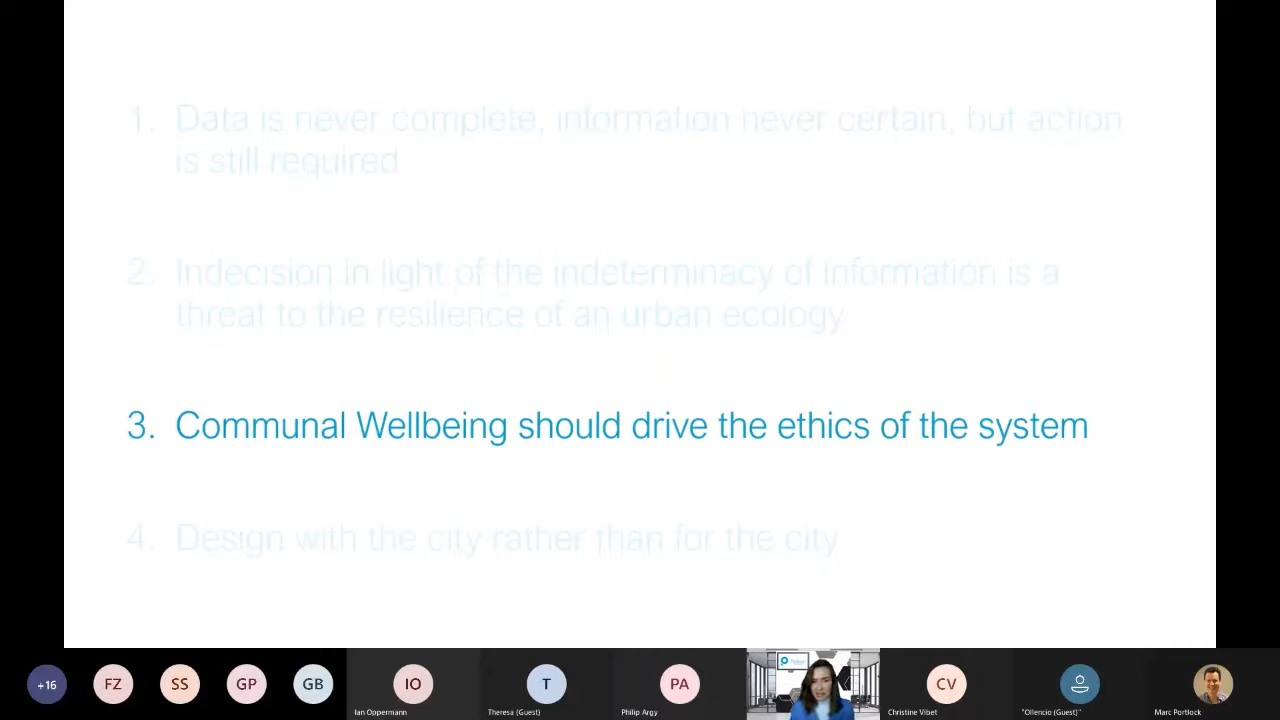 1. Data is never complete, information never certain, but action
is still required
2. Indecision in light of the indeterminacy of information is a
threat to the resilience of an urban ecology
3. Communal Wellbeing should drive the ethics of the system
4. Design with the city rather than for the city
+16
FZ
SS
GP
GB
IO
Ian Oppermann
T
Theresa (Guest)
PA
Philip Argy
CV
Christine Vibet
"Ollencio (Guest)"
Marc Portlock